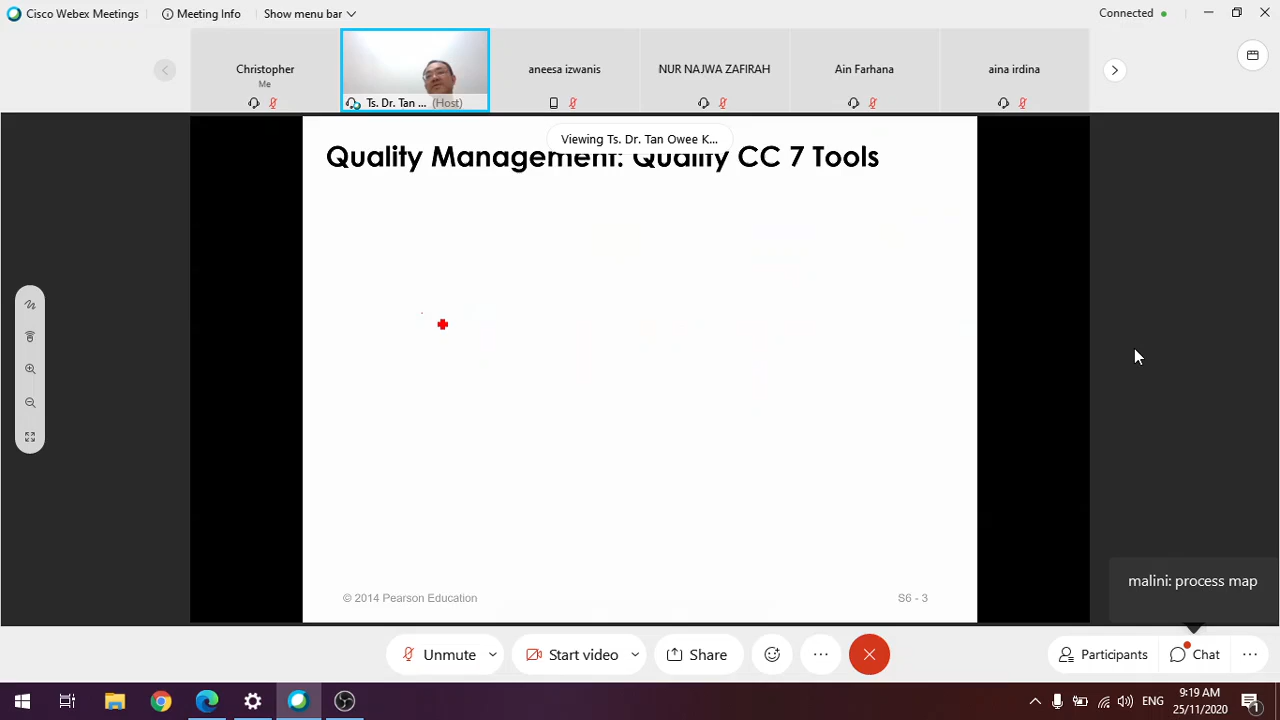 Cisco Webex Meetings
Meeting Info
Show menu bar
Connected
Christopher
Me
Ts. Dr. Tan ... (Host)
aneesa izwanis
NUR NAJWA ZAFIRAH
Ain Farhana
aina irdina
Viewing Ts. Dr. Tan Owee K...
Quality Management: Quality CC 7 Tools
© 2014 Pearson Education
S6 - 3
malini: process map
Unmute
Start video
Share
Participants
Chat
ENG
9:19 AM
25/11/2020
1